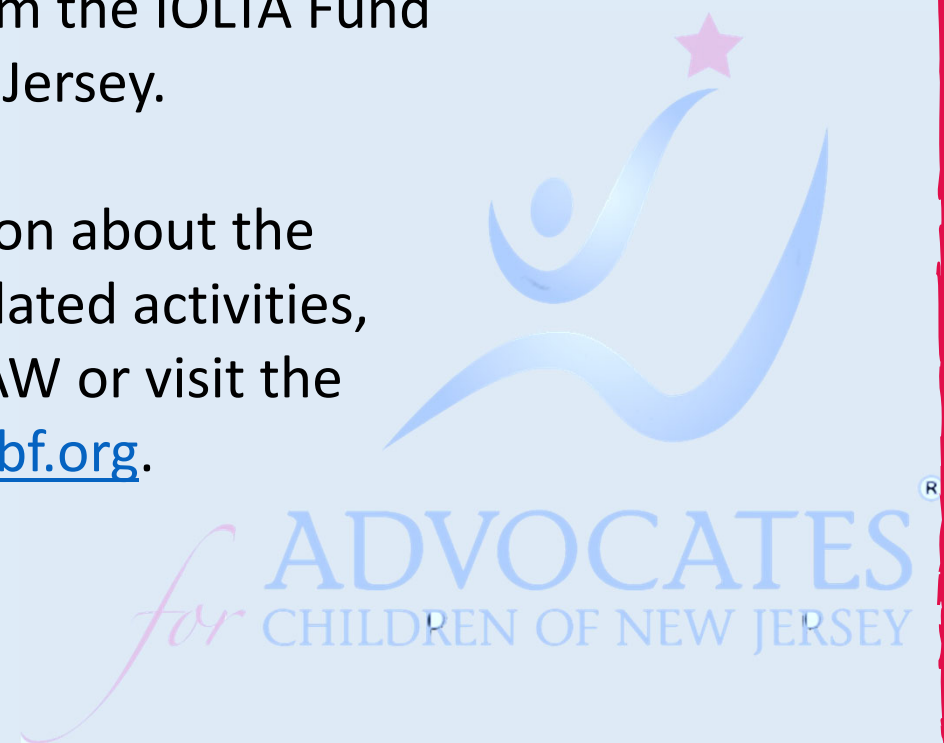 m the IOLTA Fund
Jersey.
on about the
lated activities,
AW or visit the
bf.org.
®
ADVOCATES
for CHILDREN OF NEW JERSEY